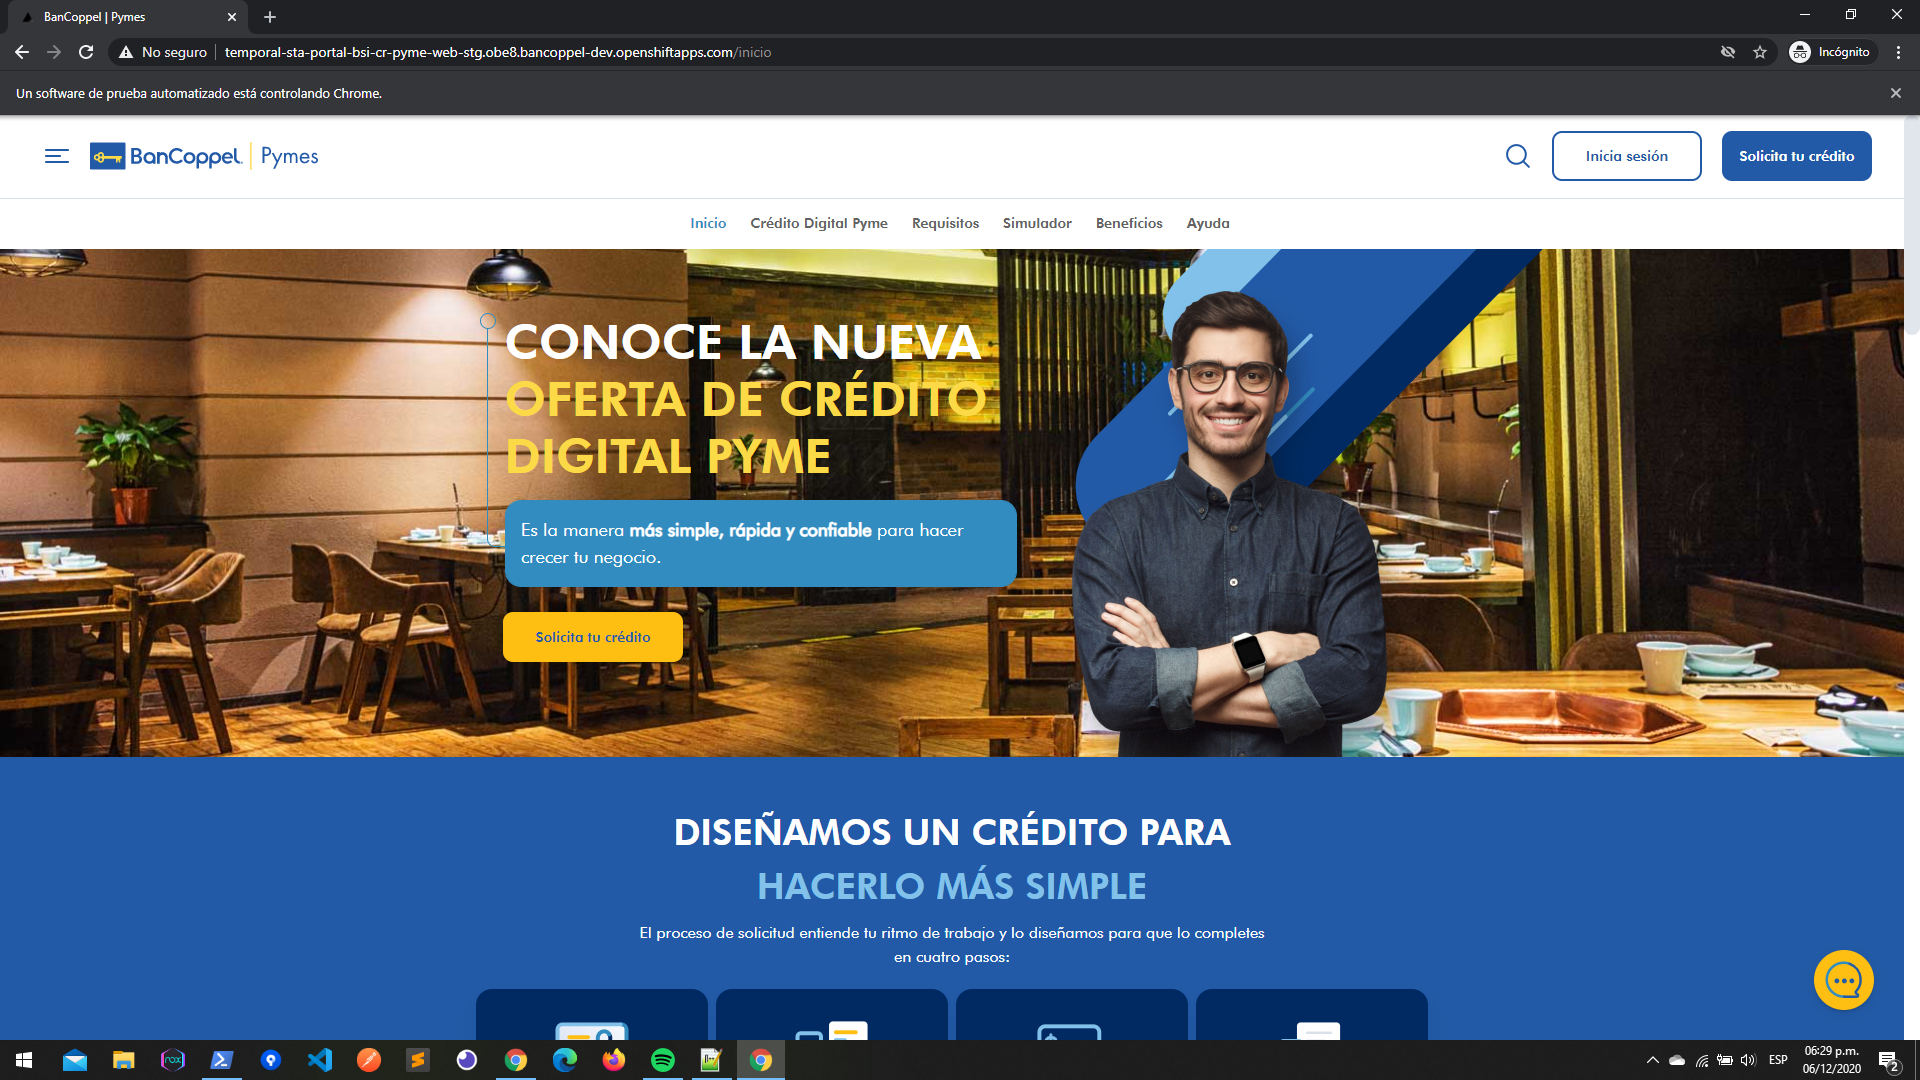 BanCoppel | Pymes
No seguro
temporal-sta-portal-bsi-cr-pyme-web-stg.obe8.bancoppel-dev.openshiftapps.com/inicio
Incógnito
Un software de prueba automatizado está controlando Chrome.
BanCoppel. Pymes
Inicia sesión
Solicita tu crédito
Inicio Crédito Digital Pyme Requisitos Simulador Beneficios Ayuda
CONOCE LA NUEVA
OFERTA DE CRÉDITO
DIGITAL PYME
Es la manera más simple, rápida y confiable para hacer
crecer tu negocio.
Solicita tu crédito
DISEÑAMOS UN CRÉDITO PARA
HACERLO MÁS SIMPLE
El proceso de solicitud entiende tu ritmo de trabajo y lo diseñamos para que lo completes
en cuatro pasos:
rox
ESP
06:29 p.m.
06/12/2020
2